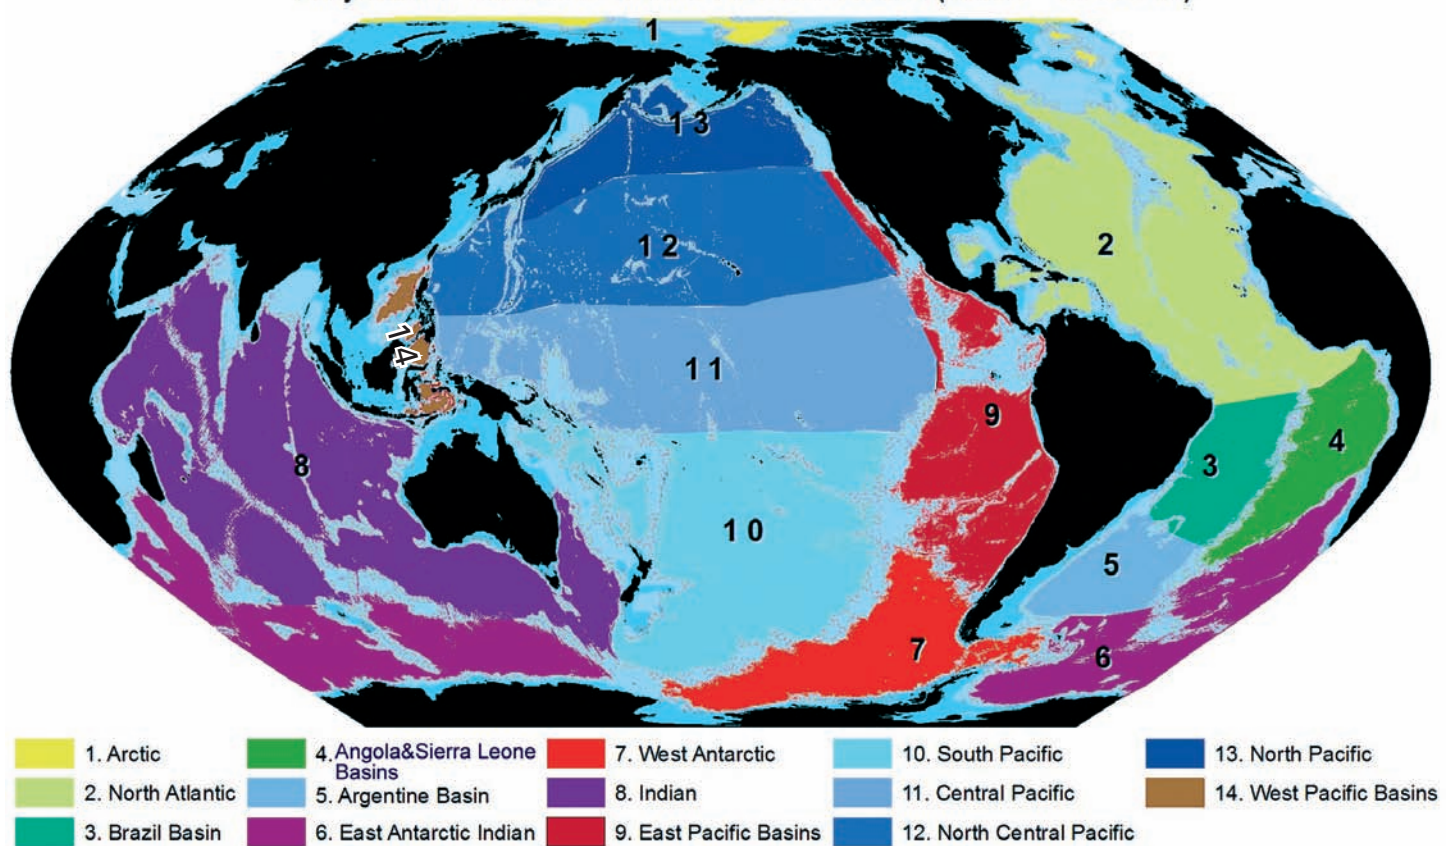 1
13
12
2
14
11
9
8
4
3
10
5
7
6
1. Arctic
4. Angola&Sierra Leone
Basins
7. West Antarctic
10. South Pacific
13. North Pacific
2. North Atlantic
5. Argentine Basin
8. Indian
11. Central Pacific
14. West Pacific Basins
3. Brazil Basin
6. East Antarctic Indian
9. East Pacific Basins
12. North Central Pacific